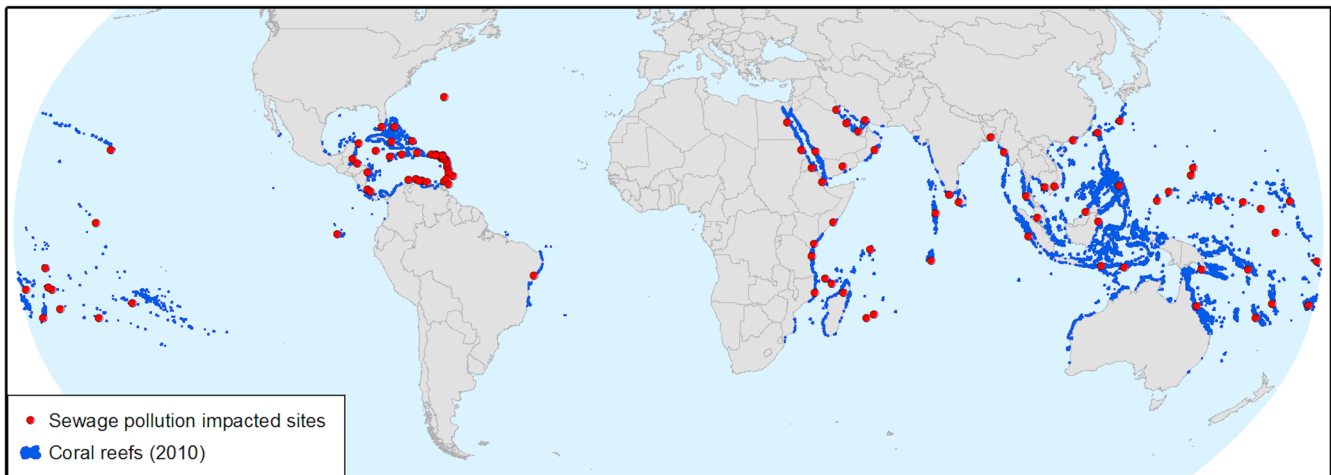 Sewage pollution impacted sites
Coral reefs (2010)